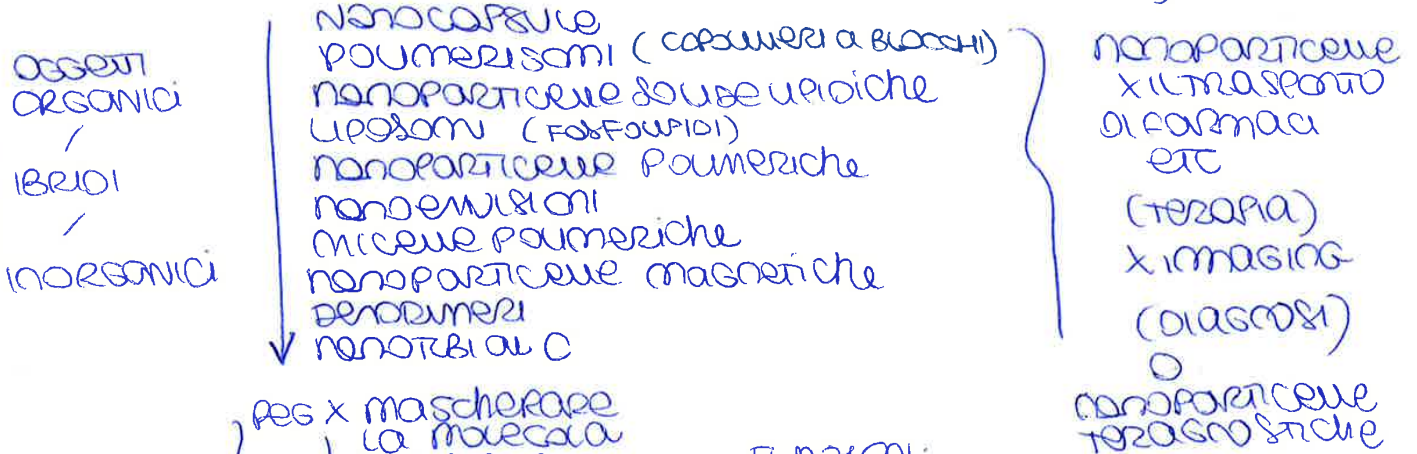 OGGETTI
ORGANICI
/
IBRIDI
/
INORGANICI
NANOCAPSULE
POLIMERISOMI (COPOLIMERI A BLOCCHI)
nanoparticelle solide lipidiche
LIPOSOMI (FOSFOLIPIDI)
nanoparticelle polimeriche
nanoemulsioni
micelle polimeriche
nanoparticelle magnetiche
DENDRIMERI
nanotubi al C
nanoparticelle
X IL TRASPORTO
DI FARMACI
ETC
(TERAPIA)
X IMAGING
(DIAGNOSI)
O
nanoparticelle
TERAGNOSTICHE
PEG X mascherare
la molecola